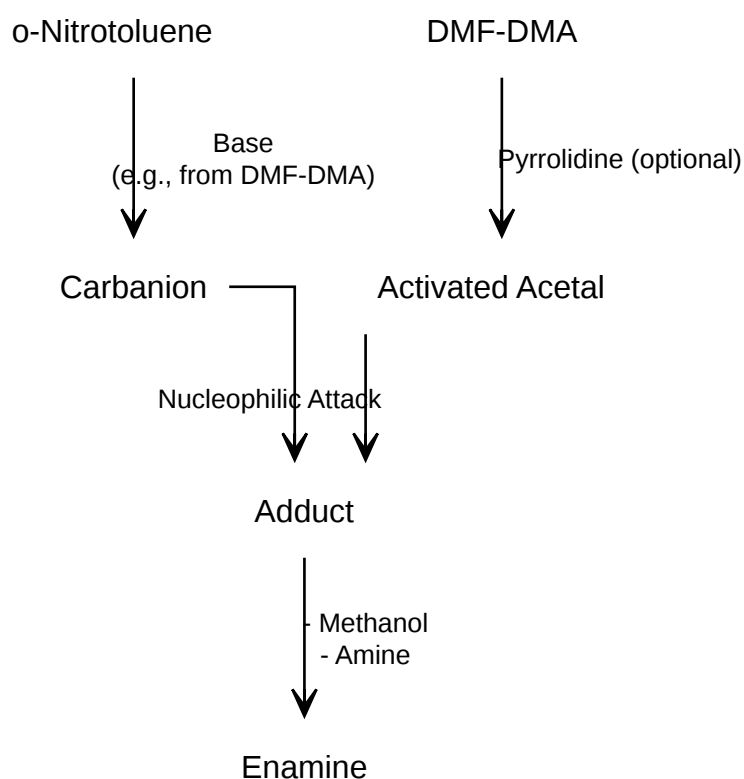 o-Nitrotoluene
DMF-DMA
Base
(e.g., from DMF-DMA)
Pyrrolidine (optional)
Carbanion
Activated Acetal
Nucleophilic Attack
Adduct
- Methanol
- Amine
Enamine